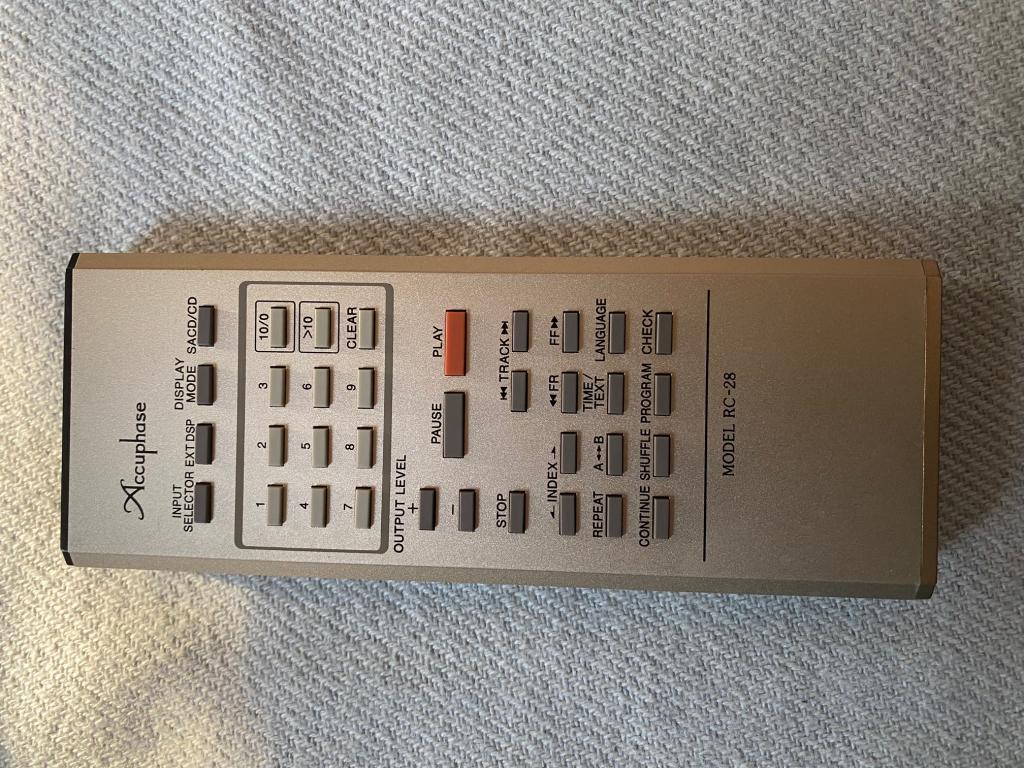 Accuphase
INPUT SELECTOR EXT DSP DISPLAY MODE SACD/CD
1 2 3 10/0
4 5 6 >10
7 8 9 CLEAR
OUTPUT LEVEL
+ PAUSE PLAY
−
STOP ⏮ TRACK ⏭
← INDEX → ◀◀ FR FF ▶▶
REPEAT A↔B TIME/TEXT LANGUAGE
CONTINUE SHUFFLE PROGRAM CHECK
MODEL RC-28